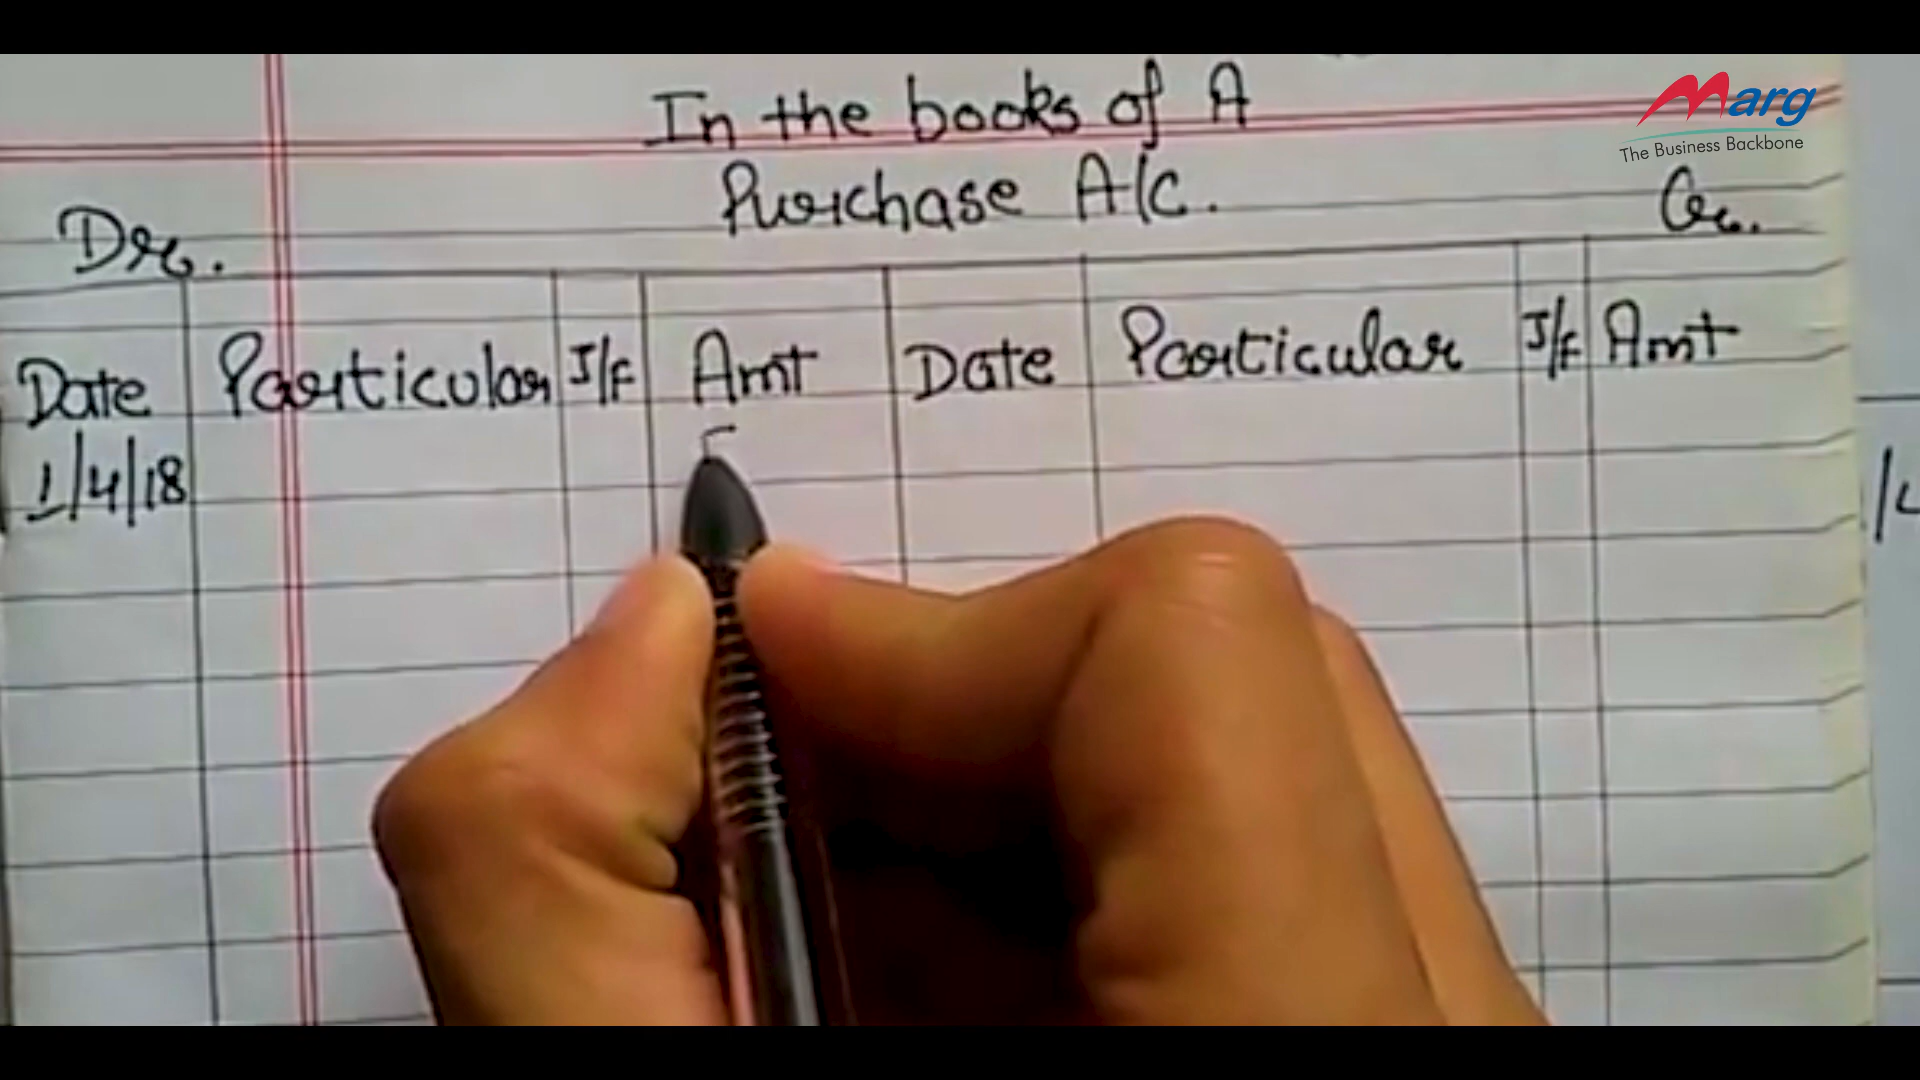 In the books of A
Marg
The Business Backbone
Purchase A/C.
Dr.
Cr.
Date Particular J/F Amt Date Particular J/F Amt
1/4/18 5